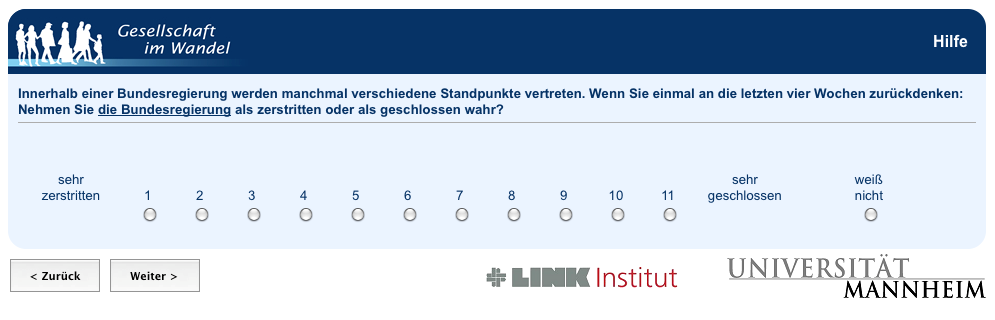 Gesellschaft
im Wandel
Hilfe
Innerhalb einer Bundesregierung werden manchmal verschiedene Standpunkte vertreten. Wenn Sie einmal an die letzten vier Wochen zurückdenken:
Nehmen Sie die Bundesregierung als zerstritten oder als geschlossen wahr?
sehr
zerstritten
1 2 3 4 5 6 7 8 9 10 11
sehr
geschlossen
weiß
nicht
< Zurück
Weiter >
LINK Institut
UNIVERSITÄT
MANNHEIM